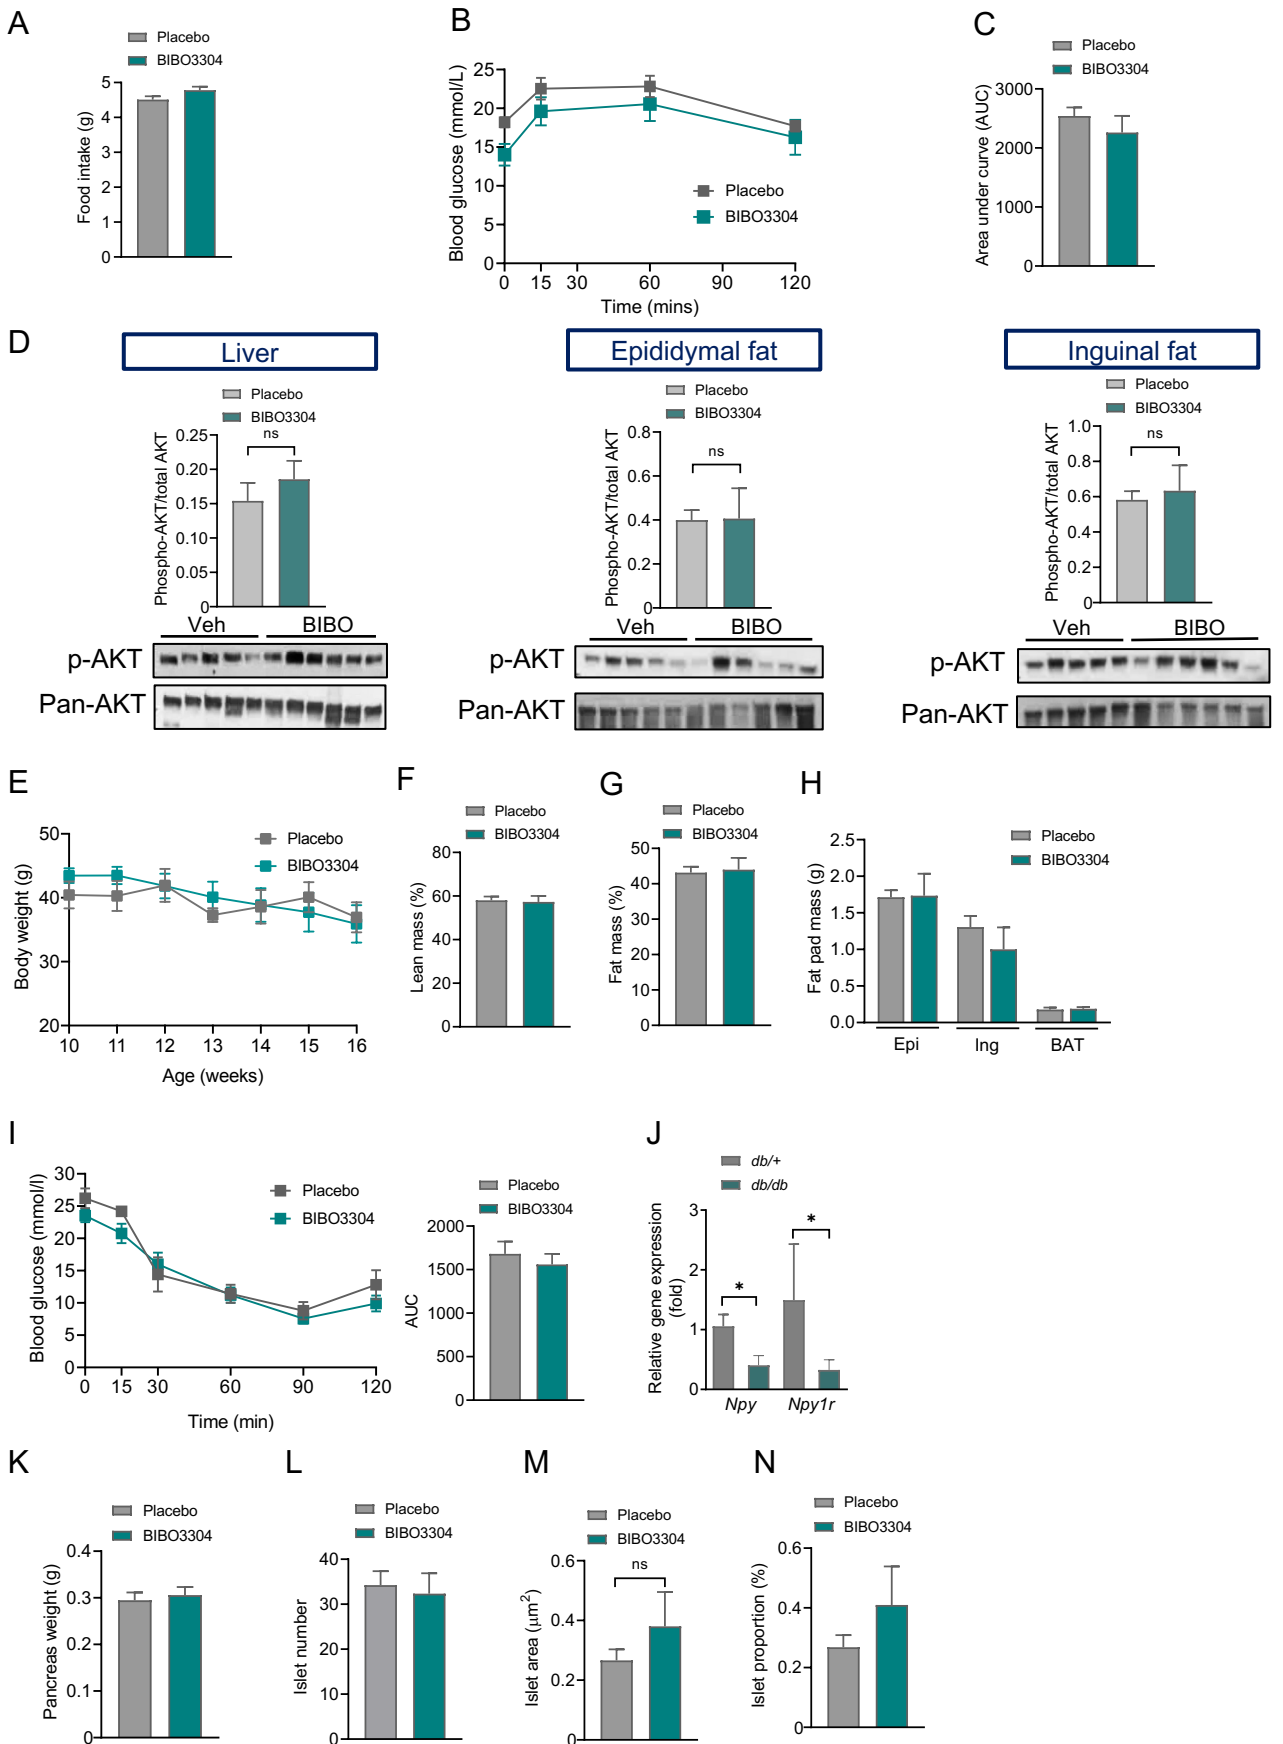 A
Placebo
BIBO3304
Food intake (g)
5
4
3
2
1
0
B
Blood glucose (mmol/L)
25
20
15
10
5
0
Placebo
BIBO3304
0 15 30 60 90 120
Time (mins)
C
Placebo
BIBO3304
Area under curve (AUC)
3000
2000
1000
0
D
Liver
Placebo
BIBO3304
Phospho-AKT/total AKT
0.25
0.20
0.15
0.10
0.05
0
ns
Veh BIBO
p-AKT
Pan-AKT
Epididymal fat
Placebo
BIBO3304
Phospho-AKT/total AKT
0.8
0.6
0.4
0.2
0
ns
Veh BIBO
p-AKT
Pan-AKT
Inguinal fat
Placebo
BIBO3304
Phospho-AKT/total AKT
1.0
0.8
0.6
0.4
0.2
0
ns
Veh BIBO
p-AKT
Pan-AKT
E
Body weight (g)
50
40
30
20
Placebo
BIBO3304
10 11 12 13 14 15 16
Age (weeks)
F
Placebo
BIBO3304
Lean mass (%)
80
60
40
20
0
G
Placebo
BIBO3304
Fat mass (%)
50
40
30
20
10
0
H
Placebo
BIBO3304
Fat pad mass (g)
2.5
2.0
1.5
1.0
0.5
0.0
Epi Ing BAT
I
Blood glucose (mmol/l)
30
25
20
15
10
5
0
Placebo
BIBO3304
0 15 30 60 90 120
Time (min)
Placebo
BIBO3304
AUC
2000
1500
1000
500
0
J
db/+
db/db
Relative gene expression
(fold)
3
2
1
0
*
*
Npy Npy1r
K
Placebo
BIBO3304
Pancreas weight (g)
0.4
0.3
0.2
0.1
0
L
Placebo
BIBO3304
Islet number
40
30
20
10
0
M
Placebo
BIBO3304
Islet area (μm²)
0.6
0.4
0.2
0
ns
N
Placebo
BIBO3304
Islet proportion (%)
0.6
0.4
0.2
0